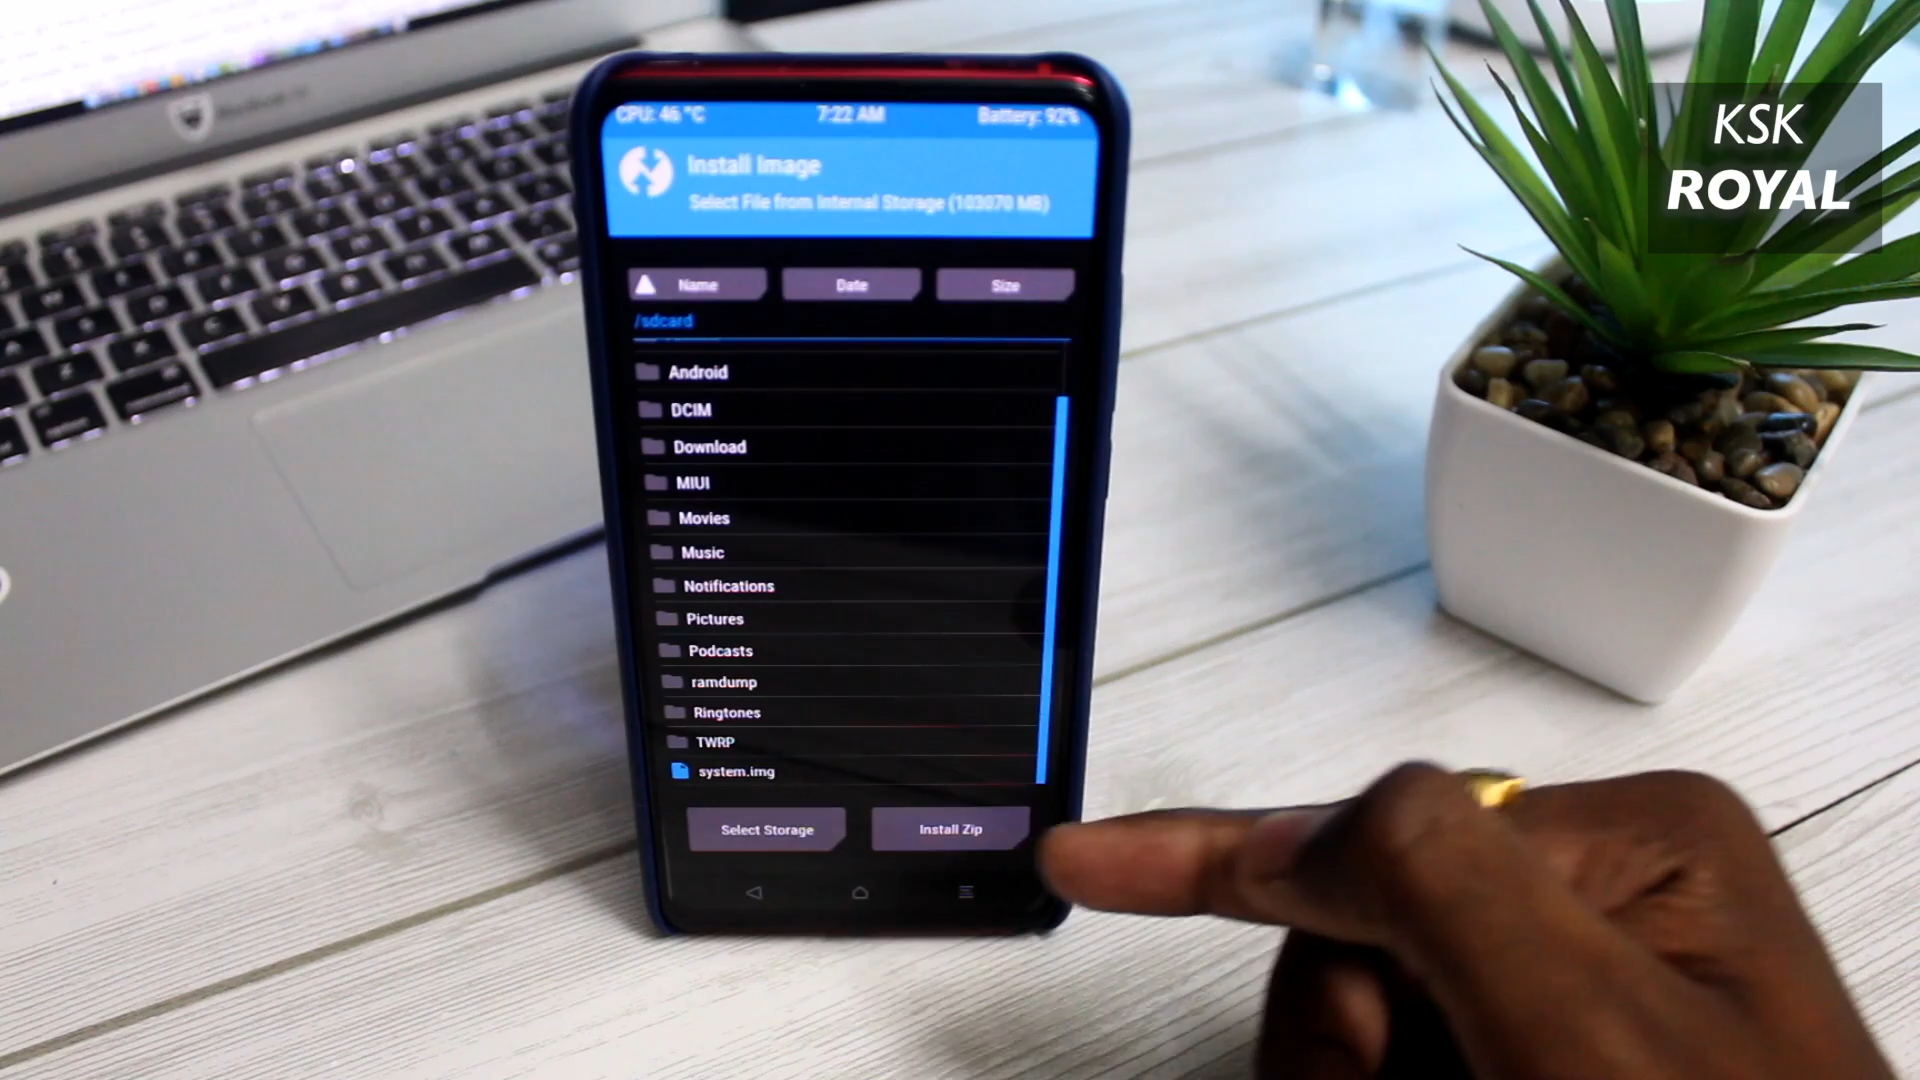 KSK
ROYAL
CPU: 46 °C 7:22 AM Battery: 92%
Install Image
Select File from Internal Storage (103070 MB)
Name Date Size
/sdcard
Android
DCIM
Download
MIUI
Movies
Music
Notifications
Pictures
Podcasts
ramdump
Ringtones
TWRP
system.img
Select Storage Install Zip